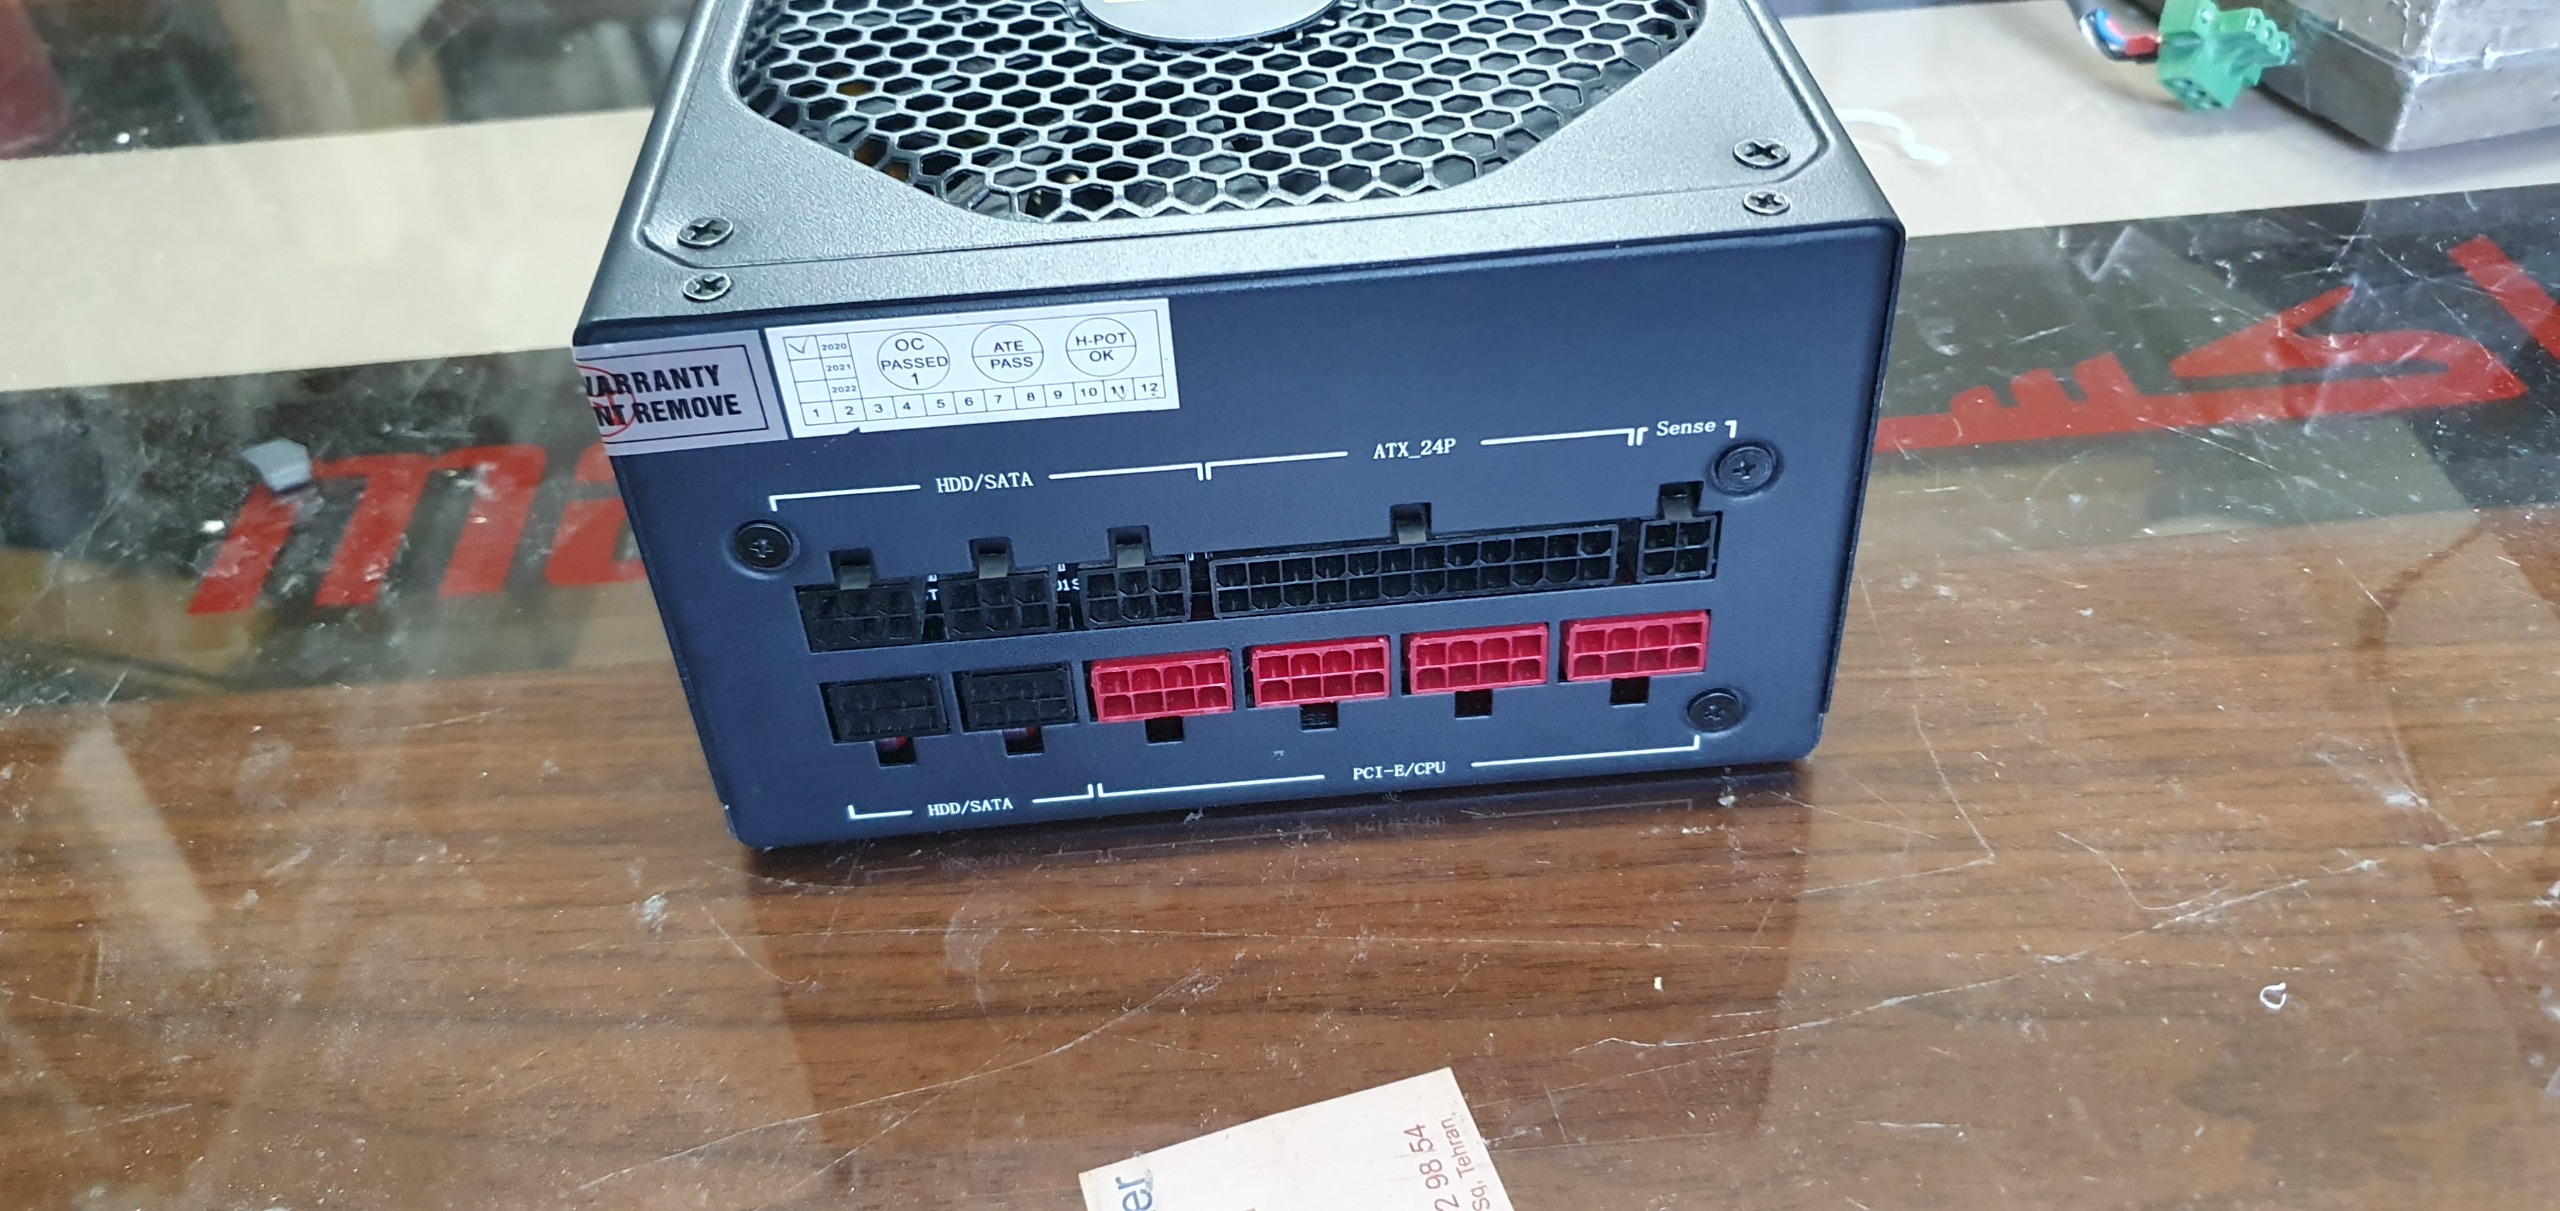 WARRANTY
REMOVE
2020
2021
2022
OC
PASSED
1
ATE
PASS
H-POT
OK
1 2 3 4 5 6 7 8 9 10 11 12
HDD/SATA
ATX_24P
Sense
HDD/SATA
PCI-E/CPU
er
2 98 54
Sq, Tehran.